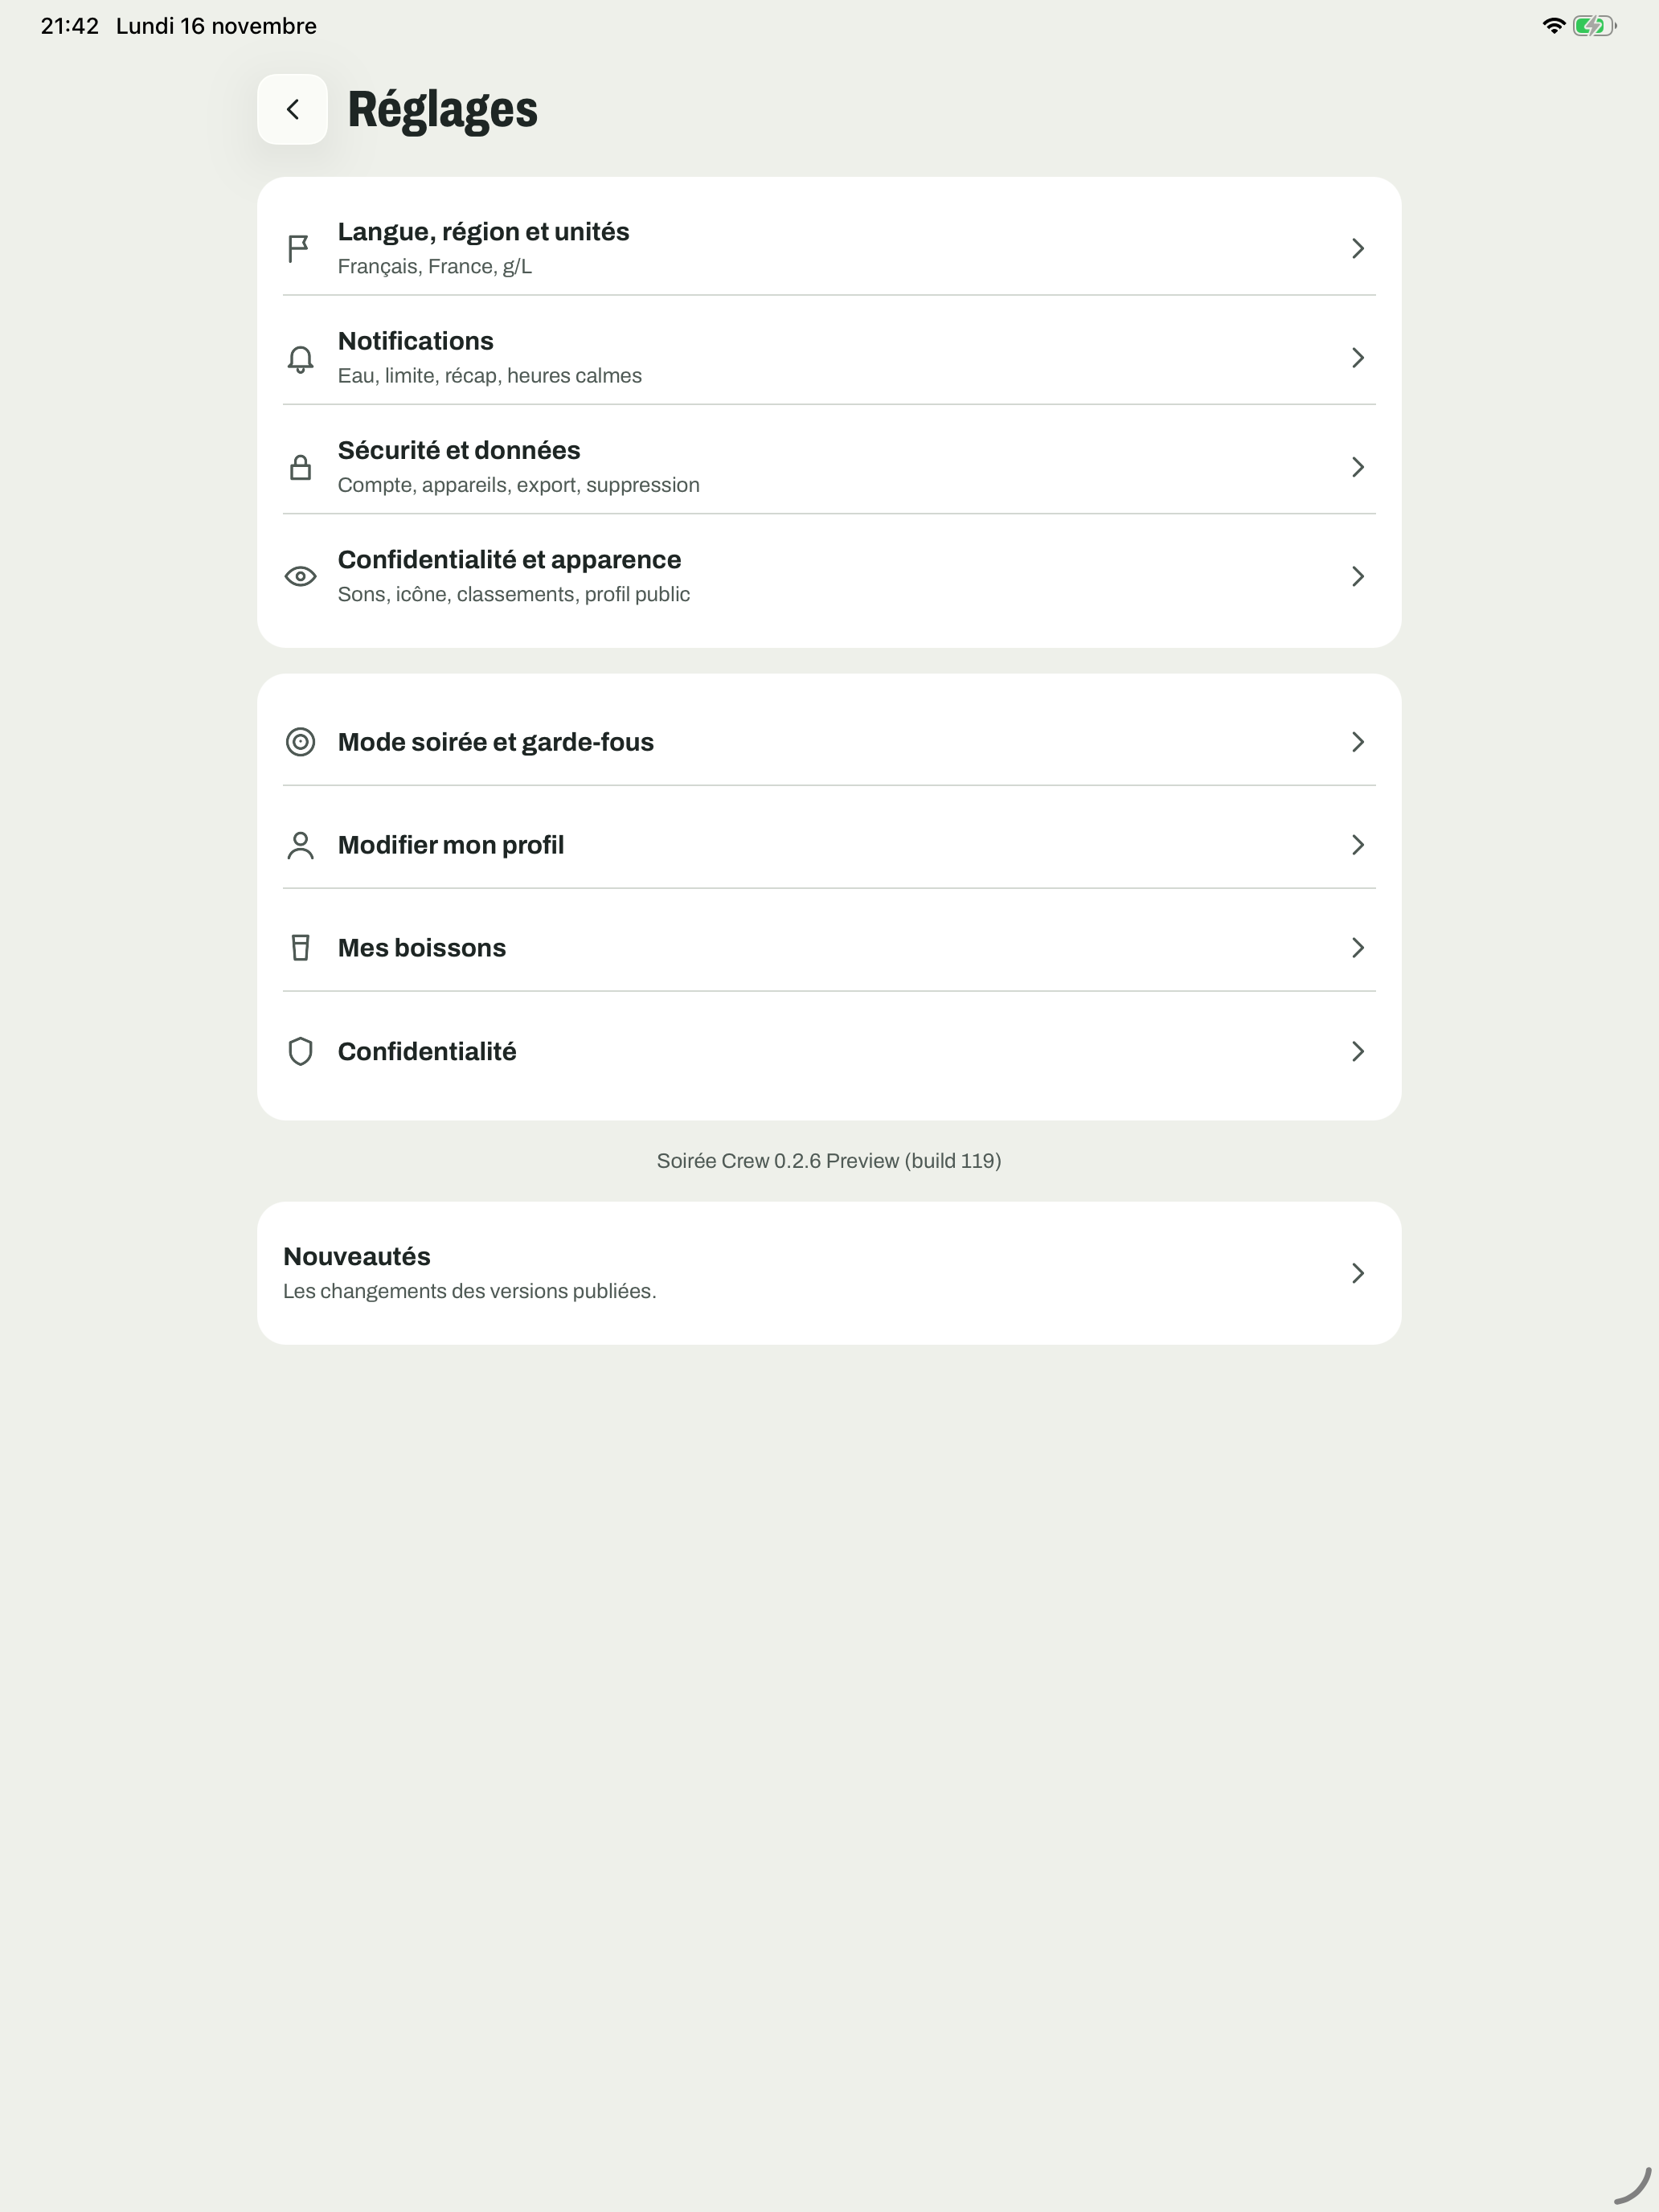 21:42 Lundi 16 novembre
Réglages
Langue, région et unités
Français, France, g/L
Notifications
Eau, limite, récap, heures calmes
Sécurité et données
Compte, appareils, export, suppression
Confidentialité et apparence
Sons, icône, classements, profil public
Mode soirée et garde-fous
Modifier mon profil
Mes boissons
Confidentialité
Soirée Crew 0.2.6 Preview (build 119)
Nouveautés
Les changements des versions publiées.